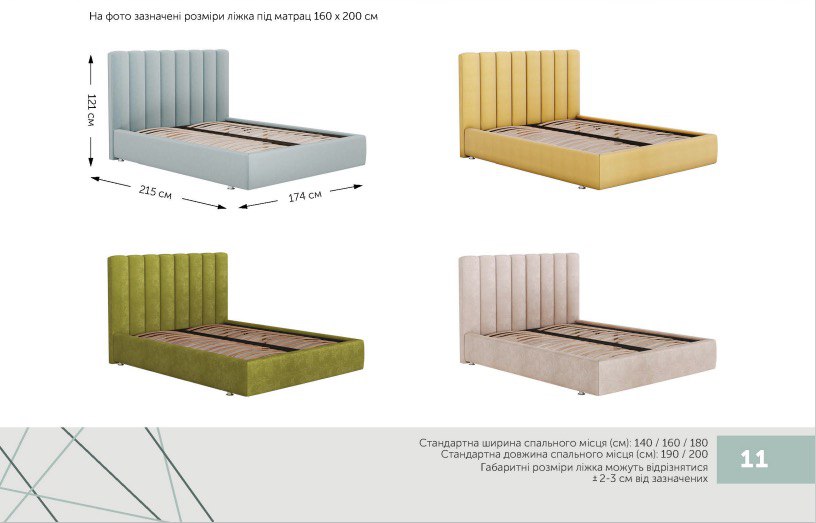 На фото зазначені розміри ліжка під матрац 160 х 200 см
121 см
215 см
174 см
Стандартна ширина спального місця (см): 140 / 160 / 180
Стандартна довжина спального місця (см): 190 / 200
Габаритні розміри ліжка можуть відрізнятися
± 2-3 см від зазначених
11